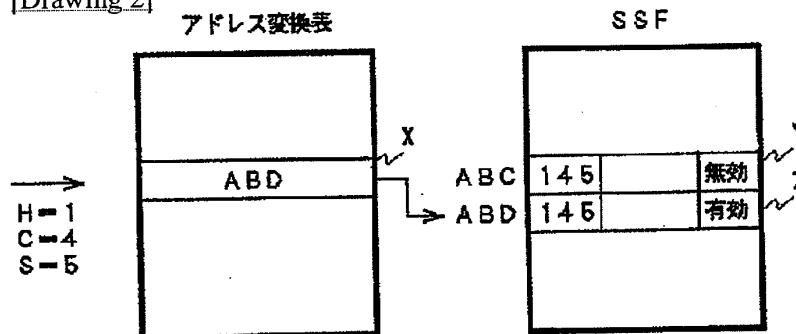 [Drawing 2]
アドレス変換表
SSF
X
ABD
ABC 145 無効
ABD 145 有効
H=1
C=4
S=5